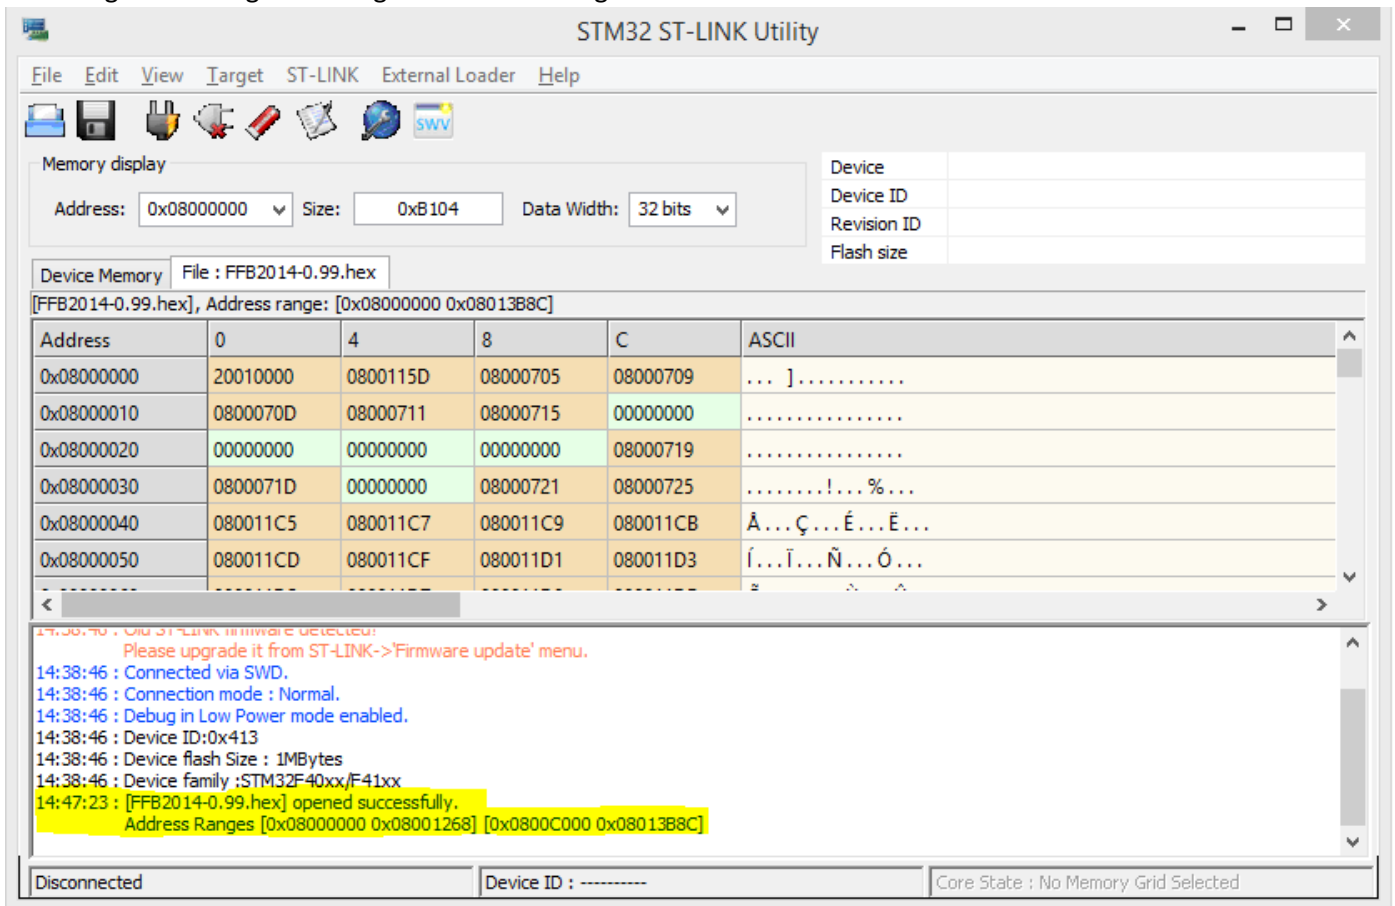 STM32 ST-LINK Utility
File Edit View Target ST-LINK External Loader Help
SWV
Memory display
Address: 0x08000000 Size: 0xB104 Data Width: 32 bits
Device
Device ID
Revision ID
Flash size
Device Memory File : FFB2014-0.99.hex
[FFB2014-0.99.hex], Address range: [0x08000000 0x08013B8C]
Address 0 4 8 C ASCII
0x08000000 20010000 0800115D 08000705 08000709 ... ]...........
0x08000010 0800070D 08000711 08000715 00000000 ................
0x08000020 00000000 00000000 00000000 08000719 ................
0x08000030 0800071D 00000000 08000721 08000725 ........!...%...
0x08000040 080011C5 080011C7 080011C9 080011CB Å...Ç...É...Ë...
0x08000050 080011CD 080011CF 080011D1 080011D3 Í...Ï...Ñ...Ó...
14:38:46 : Old ST-LINK firmware detected!
Please upgrade it from ST-LINK->'Firmware update' menu.
14:38:46 : Connected via SWD.
14:38:46 : Connection mode : Normal.
14:38:46 : Debug in Low Power mode enabled.
14:38:46 : Device ID:0x413
14:38:46 : Device flash Size : 1MBytes
14:38:46 : Device family :STM32F40xx/F41xx
14:47:23 : [FFB2014-0.99.hex] opened successfully.
Address Ranges [0x08000000 0x08001268] [0x0800C000 0x08013B8C]
Disconnected Device ID : ---------- Core State : No Memory Grid Selected